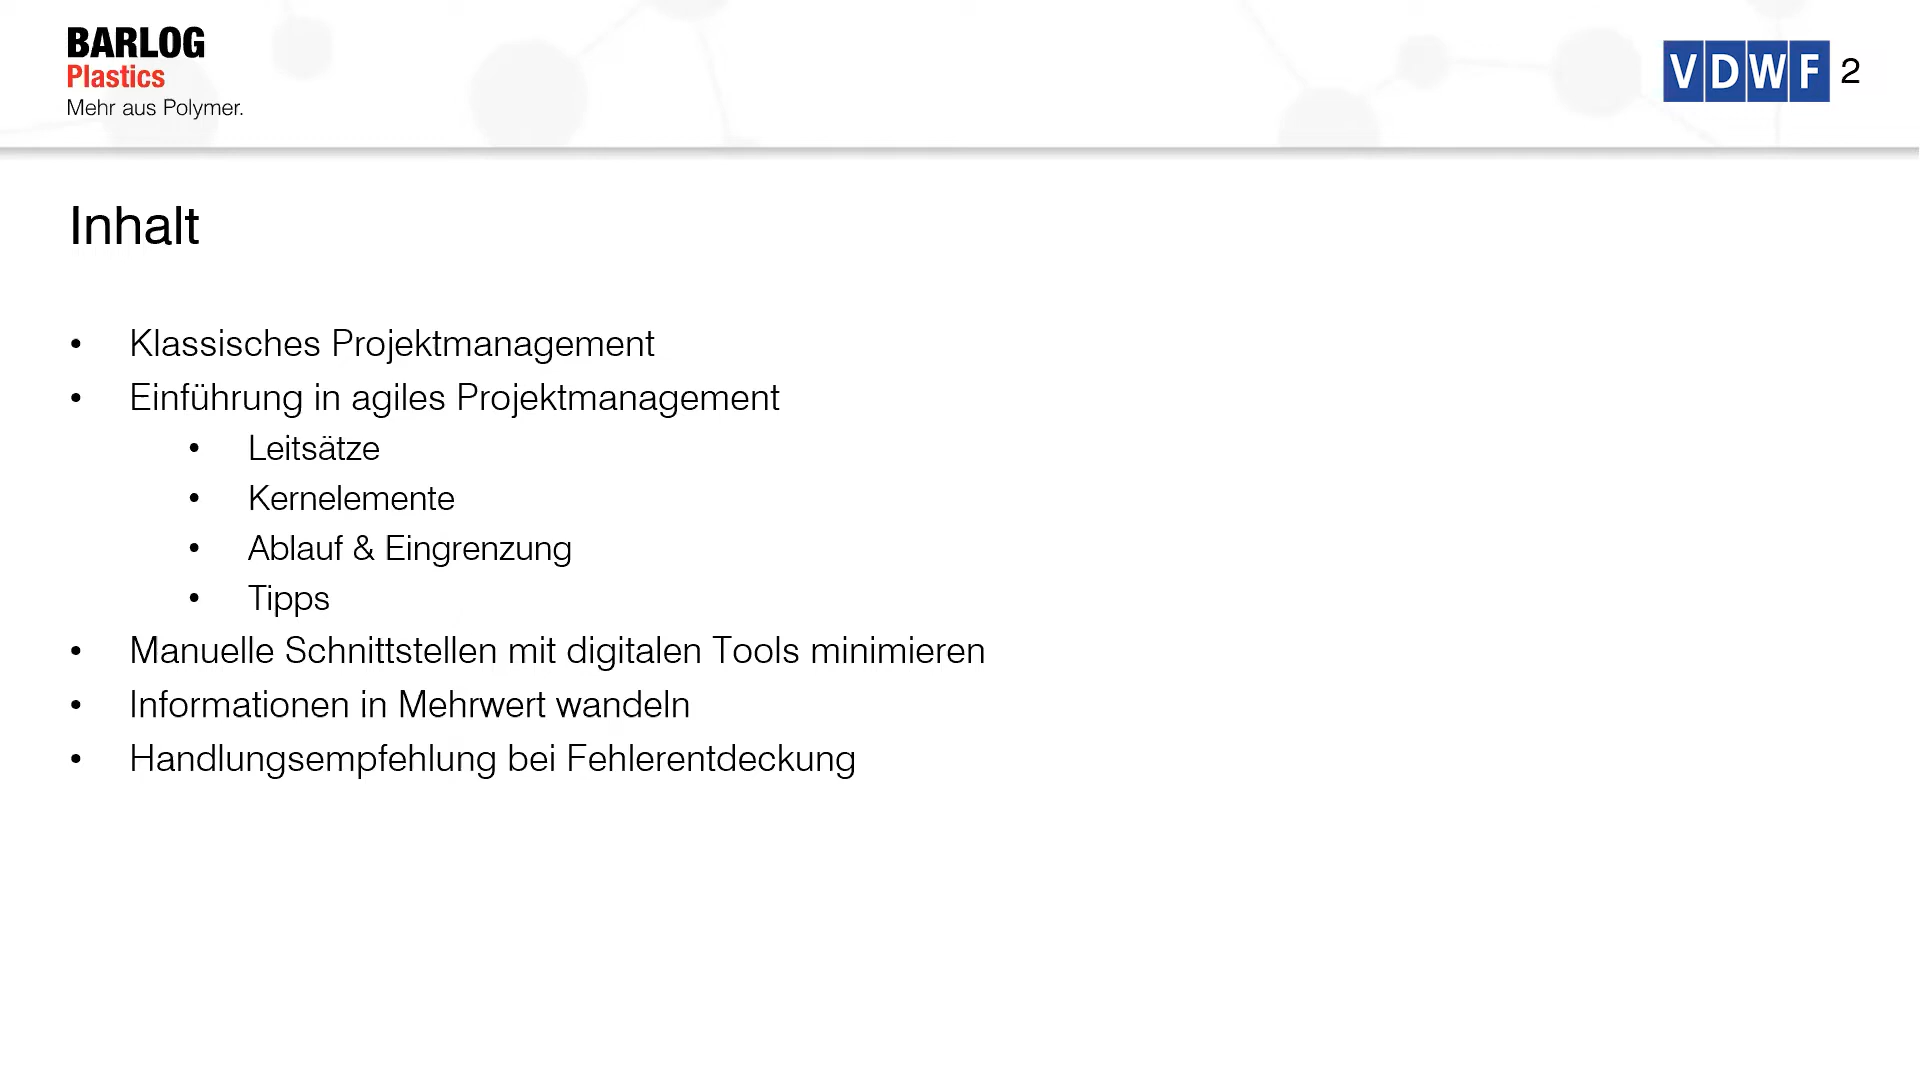 BARLOG
Plastics
Mehr aus Polymer.
VDWF 2
Inhalt
• Klassisches Projektmanagement
• Einführung in agiles Projektmanagement
• Leitsätze
• Kernelemente
• Ablauf & Eingrenzung
• Tipps
• Manuelle Schnittstellen mit digitalen Tools minimieren
• Informationen in Mehrwert wandeln
• Handlungsempfehlung bei Fehlerentdeckung